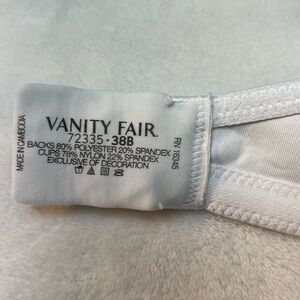 VANITY FAIR.
72335 · 38B
BACKS 80% POLYESTER 20% SPANDEX
CUPS 78% NYLON 22% SPANDEX
EXCLUSIVE OF DECORATION
MADE IN CAMBODIA
RN 16345